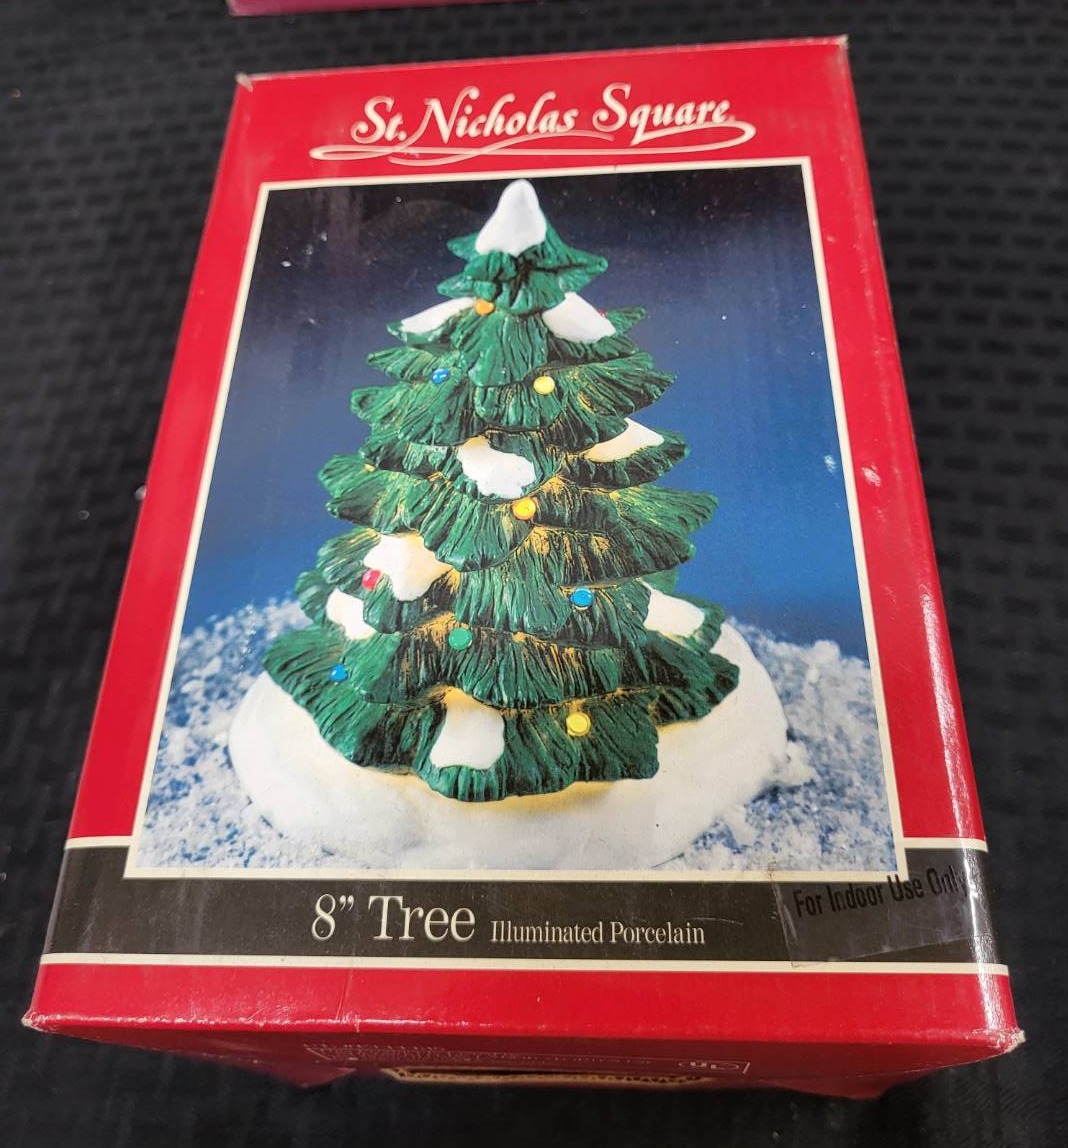 St. Nicholas Square
8” Tree Illuminated Porcelain
For Indoor Use Only